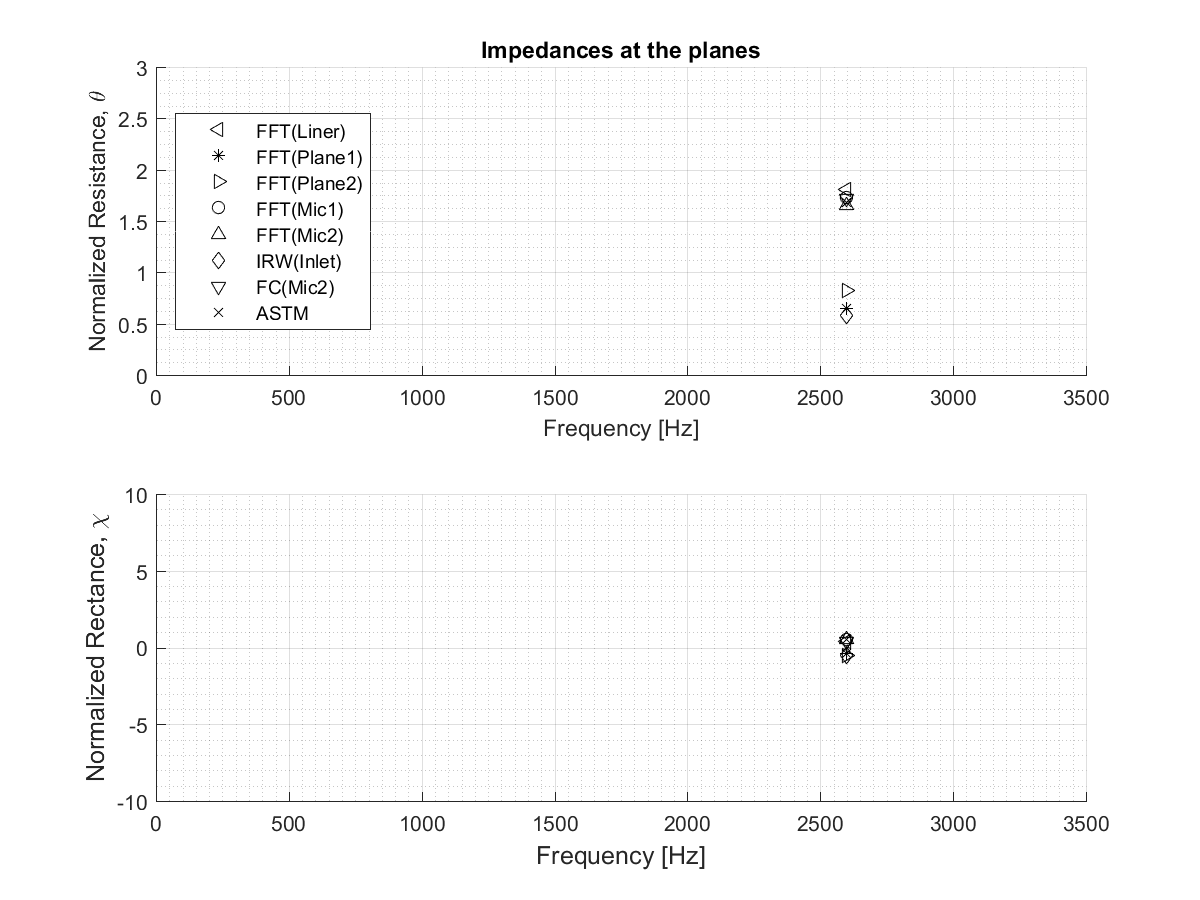 Impedances at the planes
Normalized Resistance, θ
3
2.5
2
1.5
1
0.5
0
FFT(Liner)
FFT(Plane1)
FFT(Plane2)
FFT(Mic1)
FFT(Mic2)
IRW(Inlet)
FC(Mic2)
ASTM
0 500 1000 1500 2000 2500 3000 3500
Frequency [Hz]
Normalized Rectance, χ
10
5
0
-5
-10
0 500 1000 1500 2000 2500 3000 3500
Frequency [Hz]